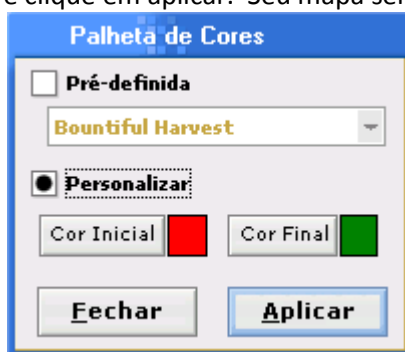 e clique em aplicar. Seu mapa ser
Palheta de Cores
Pré-definida
Bountiful Harvest
Personalizar
Cor Inicial Cor Final
Fechar Aplicar